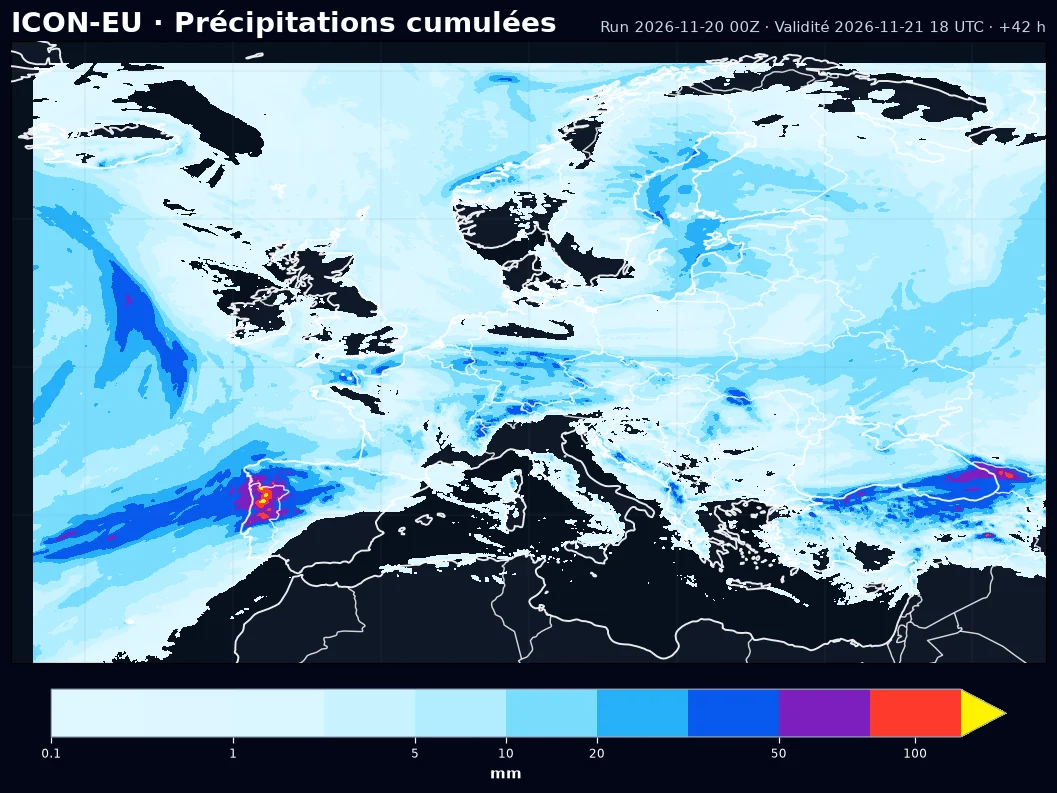 ICON-EU · Précipitations cumulées
Run 2026-11-20 00Z · Validité 2026-11-21 18 UTC · +42 h
0.1 1 5 10 20 50 100
mm